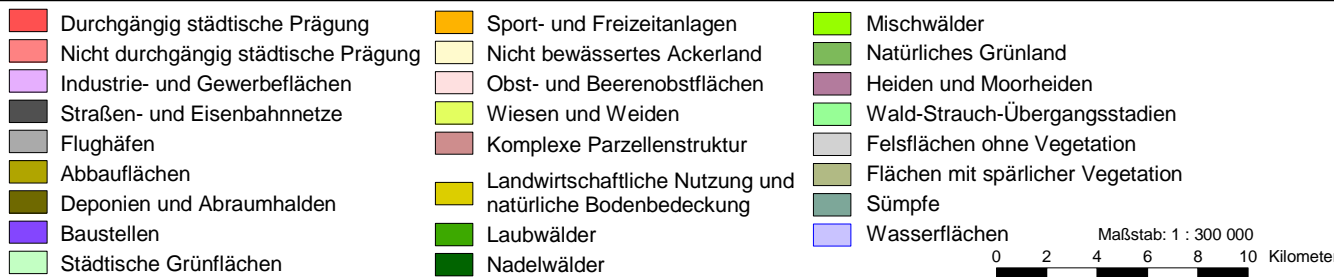 Durchgängig städtische Prägung
Nicht durchgängig städtische Prägung
Industrie- und Gewerbeflächen
Straßen- und Eisenbahnnetze
Flughäfen
Abbauflächen
Deponien und Abraumhalden
Baustellen
Städtische Grünflächen
Sport- und Freizeitanlagen
Nicht bewässertes Ackerland
Obst- und Beerenobstflächen
Wiesen und Weiden
Komplexe Parzellenstruktur
Landwirtschaftliche Nutzung und
natürliche Bodenbedeckung
Laubwälder
Nadelwälder
Mischwälder
Natürliches Grünland
Heiden und Moorheiden
Wald-Strauch-Übergangsstadien
Felsflächen ohne Vegetation
Flächen mit spärlicher Vegetation
Sümpfe
Wasserflächen
Maßstab: 1 : 300 000
0 2 4 6 8 10 Kilometer